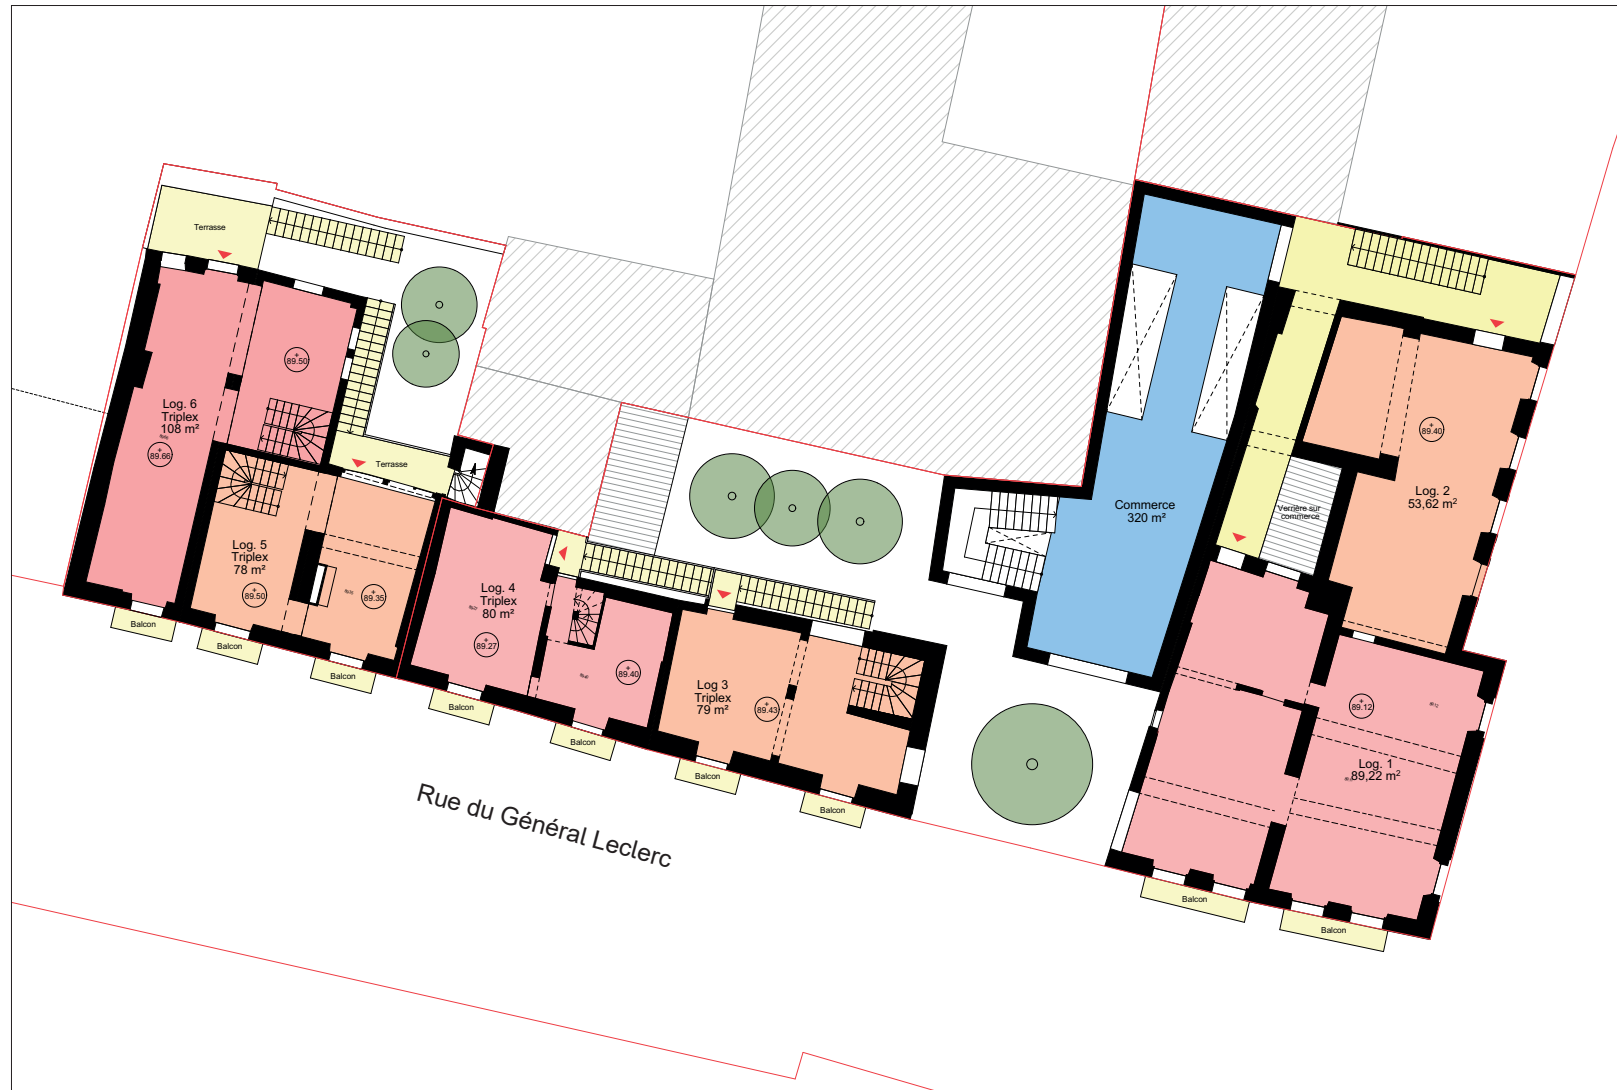 Terrasse
+
89.50
Log. 6
Triplex
108 m²
+
89.66
Terrasse
Log. 5
Triplex
78 m²
+
89.50
+
89.35
Log. 4
Triplex
80 m²
+
89.27
+
89.40
Log 3
Triplex
79 m²
+
89.43
Commerce
320 m²
+
89.40
Log. 2
53,62 m²
Verrière sur
commerce
+
89.12
Log. 1
89,22 m²
Balcon
Balcon
Balcon
Balcon
Balcon
Balcon
Balcon
Balcon
Balcon
Rue du Général Leclerc